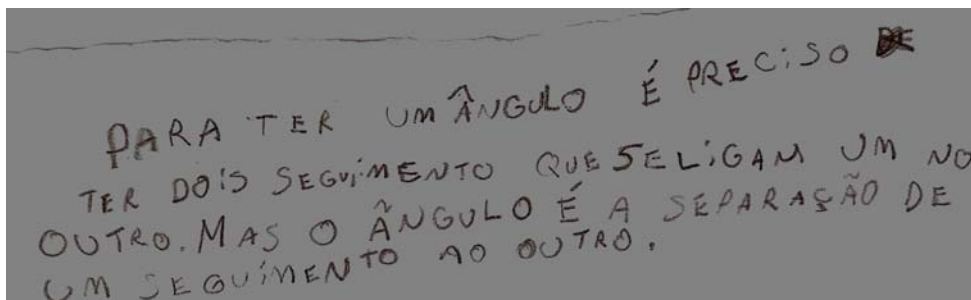 PARA TER UM ÂNGULO É PRECISO
TER DOIS SEGUIMENTO QUE SE LIGAM UM NO
OUTRO. MAS O ÂNGULO É A SEPARAÇÃO DE
UM SEGUIMENTO AO OUTRO.